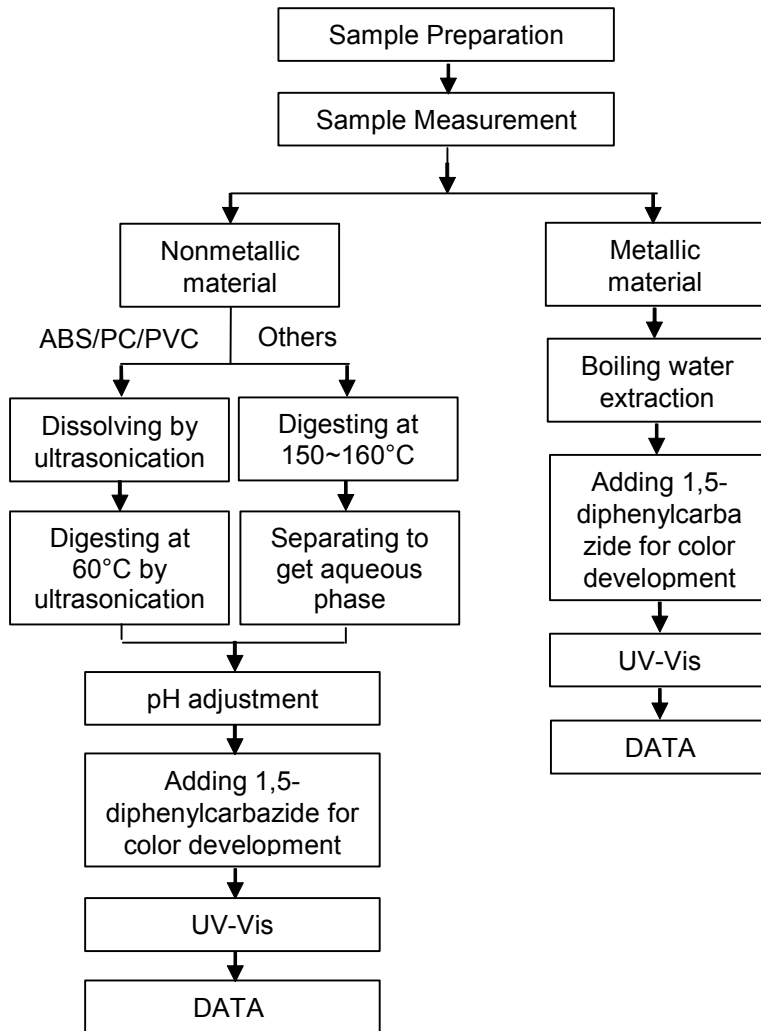 Sample Preparation
Sample Measurement
Nonmetallic
material
Metallic
material
ABS/PC/PVC
Others
Boiling water
extraction
Dissolving by
ultrasonication
Digesting at
150~160°C
Adding 1,5-
diphenylcarba
zide for color
development
Digesting at
60°C by
ultrasonication
Separating to
get aqueous
phase
UV-Vis
pH adjustment
DATA
Adding 1,5-
diphenylcarbazide for
color development
UV-Vis
DATA